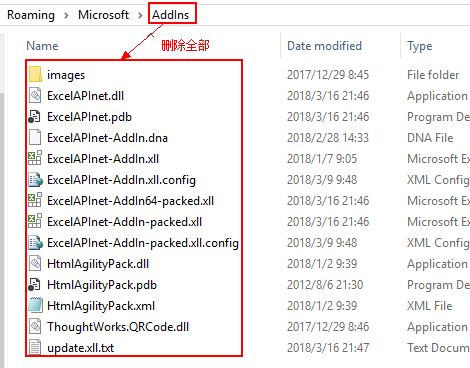 Roaming > Microsoft > AddIns
删除全部
Name Date modified Type
images 2017/12/29 8:45 File folder
ExcelAPInet.dll 2018/3/16 21:46 Application
ExcelAPInet.pdb 2018/3/16 21:46 Program De
ExcelAPInet-AddIn.dna 2018/2/28 14:33 DNA File
ExcelAPInet-AddIn.xll 2018/1/7 9:05 Microsoft Ex
ExcelAPInet-AddIn.xll.config 2018/3/9 9:48 XML Config
ExcelAPInet-AddIn64-packed.xll 2018/3/16 21:46 Microsoft Ex
ExcelAPInet-AddIn-packed.xll 2018/3/16 21:46 Microsoft Ex
ExcelAPInet-AddIn-packed.xll.config 2018/3/9 9:48 XML Config
HtmlAgilityPack.dll 2018/1/2 9:39 Application
HtmlAgilityPack.pdb 2012/8/6 21:30 Program De
HtmlAgilityPack.xml 2018/1/2 9:39 XML File
ThoughtWorks.QRCode.dll 2017/12/29 8:46 Application
update.xll.txt 2018/3/16 21:47 Text Docum